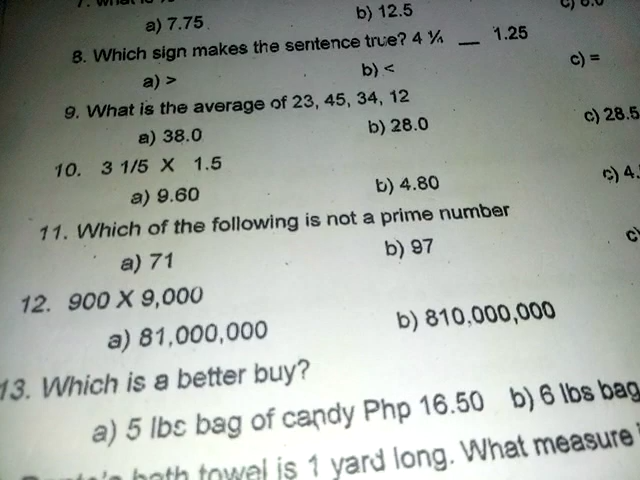 a) 7.75 b) 12.5
8. Which sign makes the sentence true? 4 ¼ __ 1.25
a) > b) < c) =
9. What is the average of 23, 45, 34, 12
a) 38.0 b) 28.0 c) 28.5
10. 3 1/5 X 1.5
a) 9.60 b) 4.80 c) 4.
11. Which of the following is not a prime number
a) 71 b) 97 c)
12. 900 X 9,000
a) 81,000,000 b) 810,000,000
13. Which is a better buy?
a) 5 lbs bag of candy Php 16.50 b) 6 lbs bag
bath towel is 1 yard long. What measure